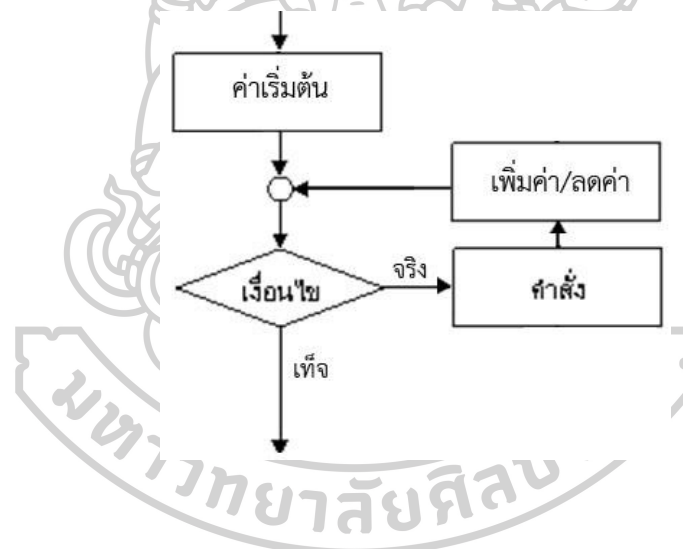 ค่าเริ่มต้น
เพิ่มค่า/ลดค่า
เงื่อนไข
จริง
คำสั่ง
เท็จ